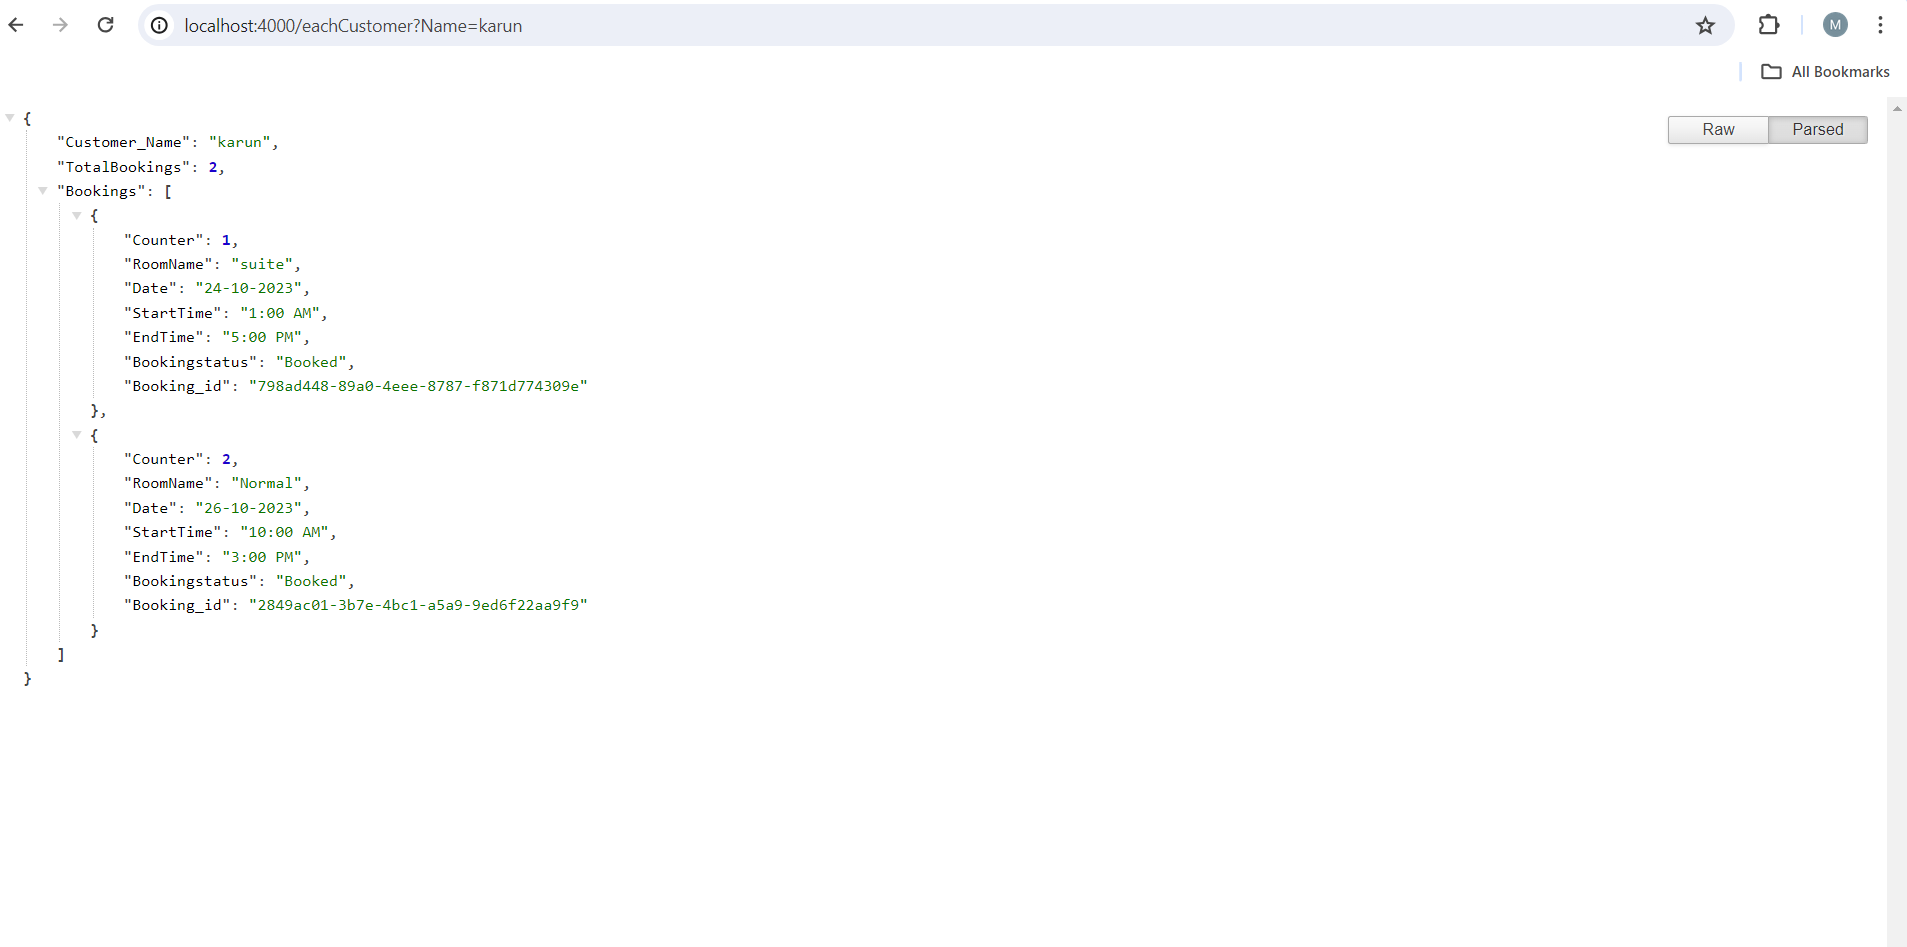 localhost:4000/eachCustomer?Name=karun
M
All Bookmarks
Raw Parsed
{
"Customer_Name": "karun",
"TotalBookings": 2,
"Bookings": [
{
"Counter": 1,
"RoomName": "suite",
"Date": "24-10-2023",
"StartTime": "1:00 AM",
"EndTime": "5:00 PM",
"Bookingstatus": "Booked",
"Booking_id": "798ad448-89a0-4eee-8787-f871d774309e"
},
{
"Counter": 2,
"RoomName": "Normal",
"Date": "26-10-2023",
"StartTime": "10:00 AM",
"EndTime": "3:00 PM",
"Bookingstatus": "Booked",
"Booking_id": "2849ac01-3b7e-4bc1-a5a9-9ed6f22aa9f9"
}
]
}